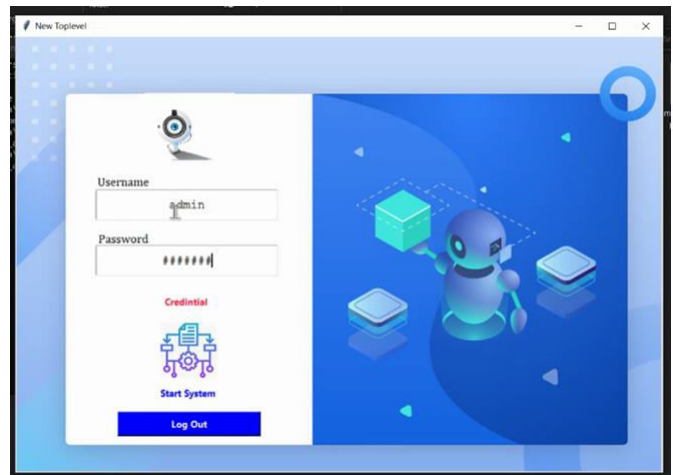 New Toplevel
Username
admin
Password
#######
Credintial
Start System
Log Out